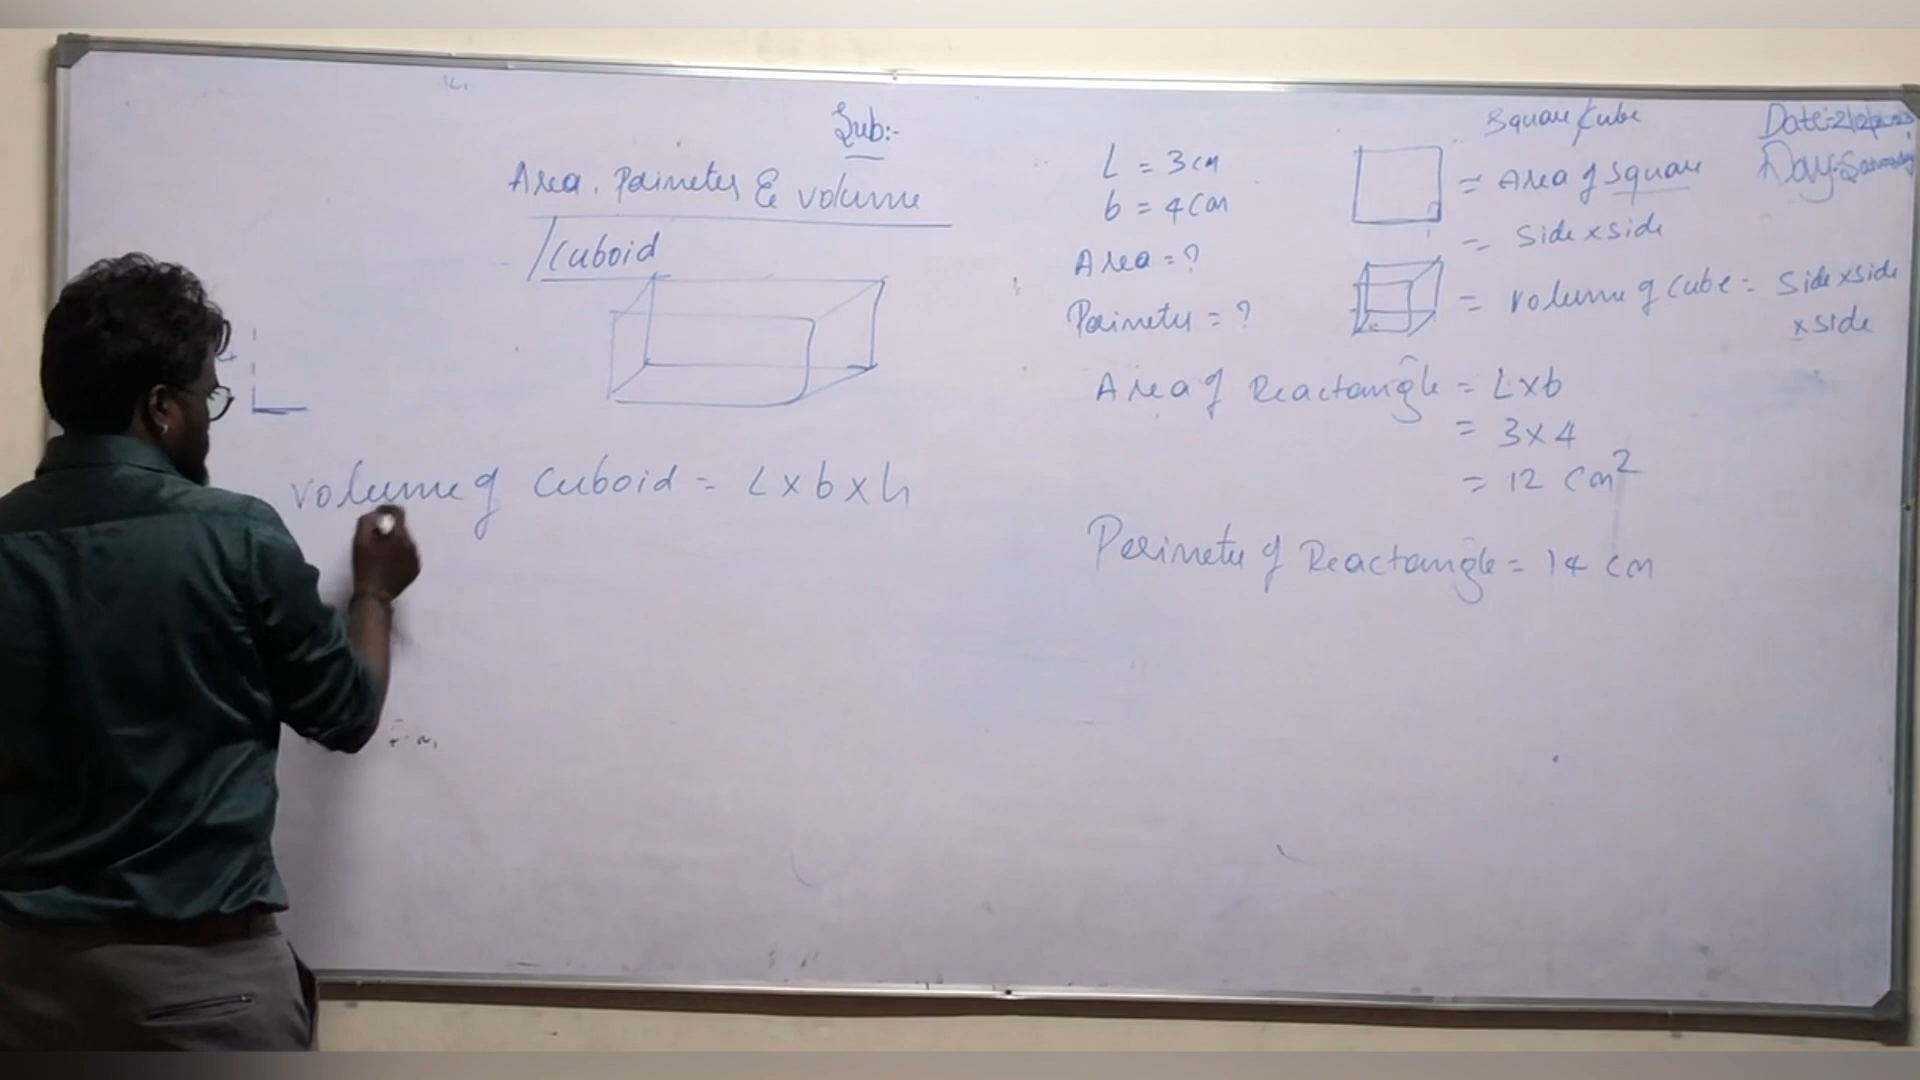 Sub:-
Area, Perimeter & volume
Cuboid
Volume of Cuboid = L x b x h
L = 3 cm
b = 4 cm
Area = ?
Perimeter = ?
Square / Cube
= Area of square
= Side x side
= volume of Cube = Side x side
x side
Area of Reactangle = L x b
= 3 x 4
= 12 cm²
Perimeter of Reactangle = 14 cm
Date:-
Day:-